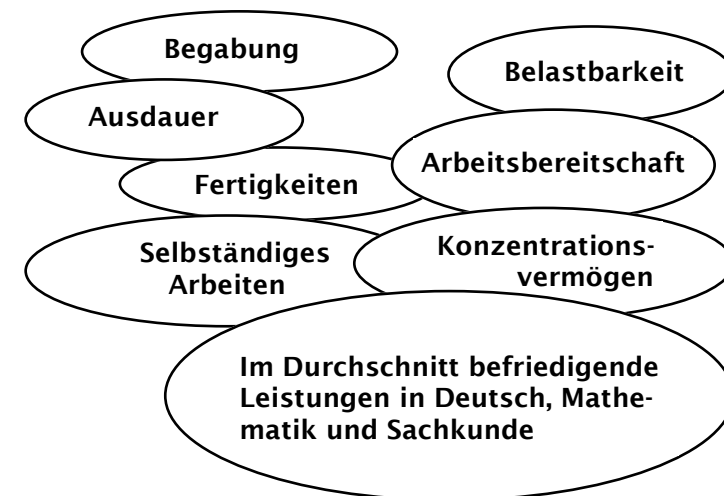 Begabung
Belastbarkeit
Ausdauer
Arbeitsbereitschaft
Fertigkeiten
Selbständiges
Arbeiten
Konzentrations-
vermögen
Im Durchschnitt befriedigende
Leistungen in Deutsch, Mathe-
matik und Sachkunde